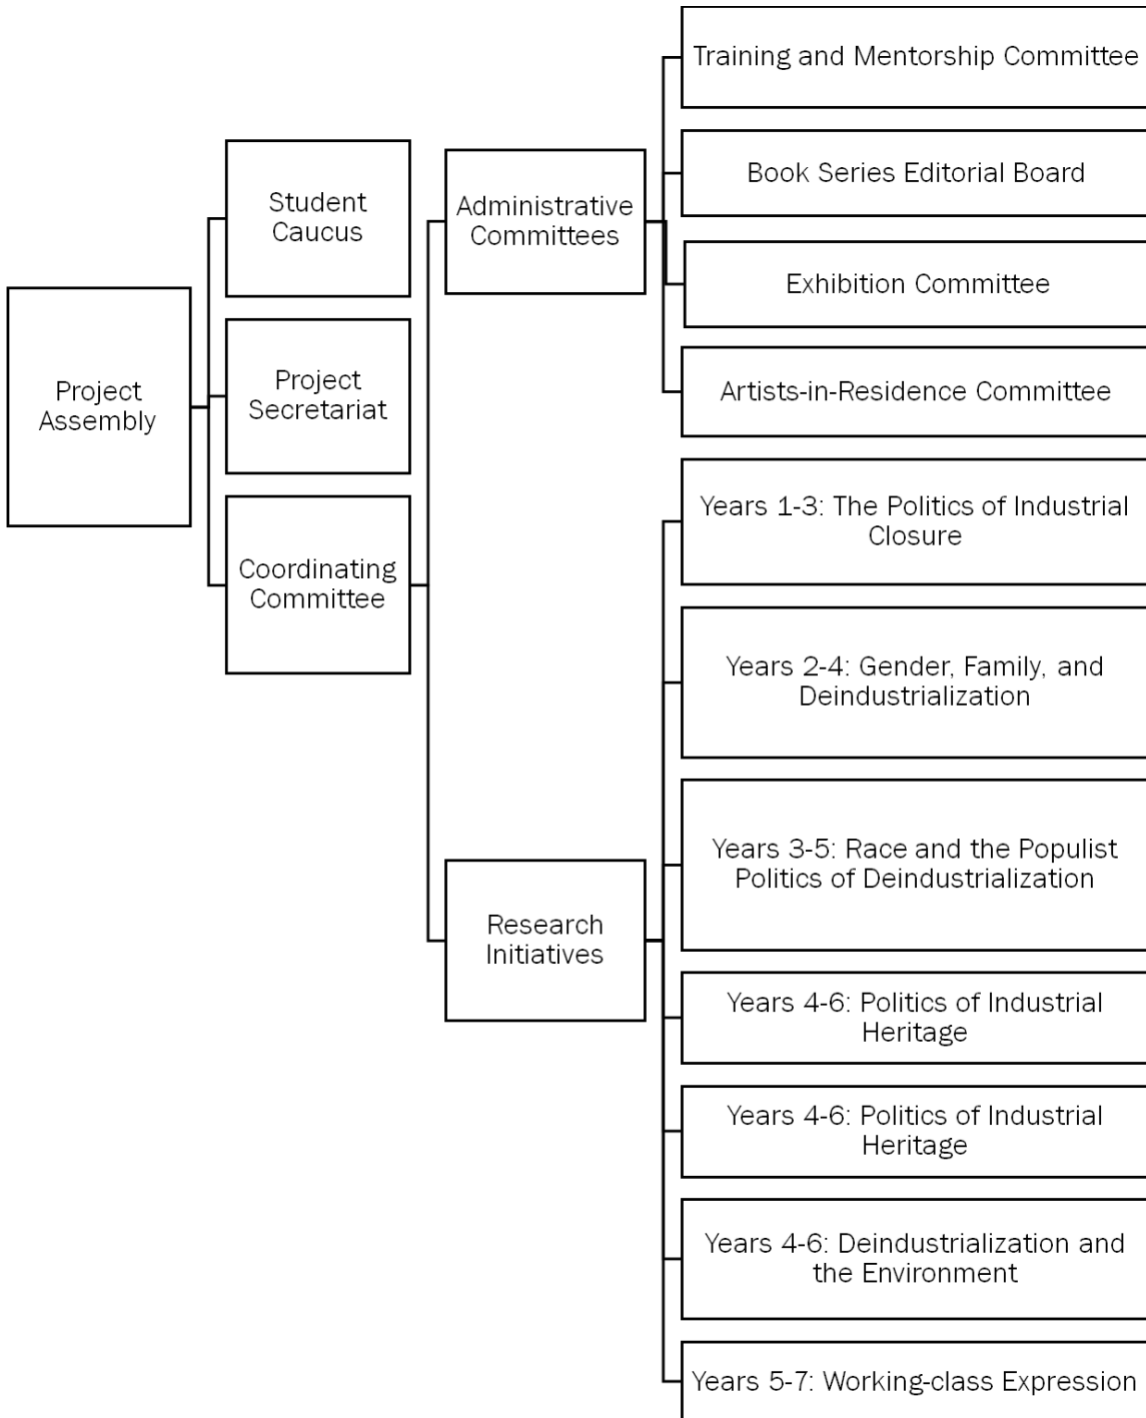 Project
Assembly
Student
Caucus
Project
Secretariat
Coordinating
Committee
Administrative
Committees
Research
Initiatives
Training and Mentorship Committee
Book Series Editorial Board
Exhibition Committee
Artists-in-Residence Committee
Years 1-3: The Politics of Industrial
Closure
Years 2-4: Gender, Family, and
Deindustrialization
Years 3-5: Race and the Populist
Politics of Deindustrialization
Years 4-6: Politics of Industrial
Heritage
Years 4-6: Politics of Industrial
Heritage
Years 4-6: Deindustrialization and
the Environment
Years 5-7: Working-class Expression